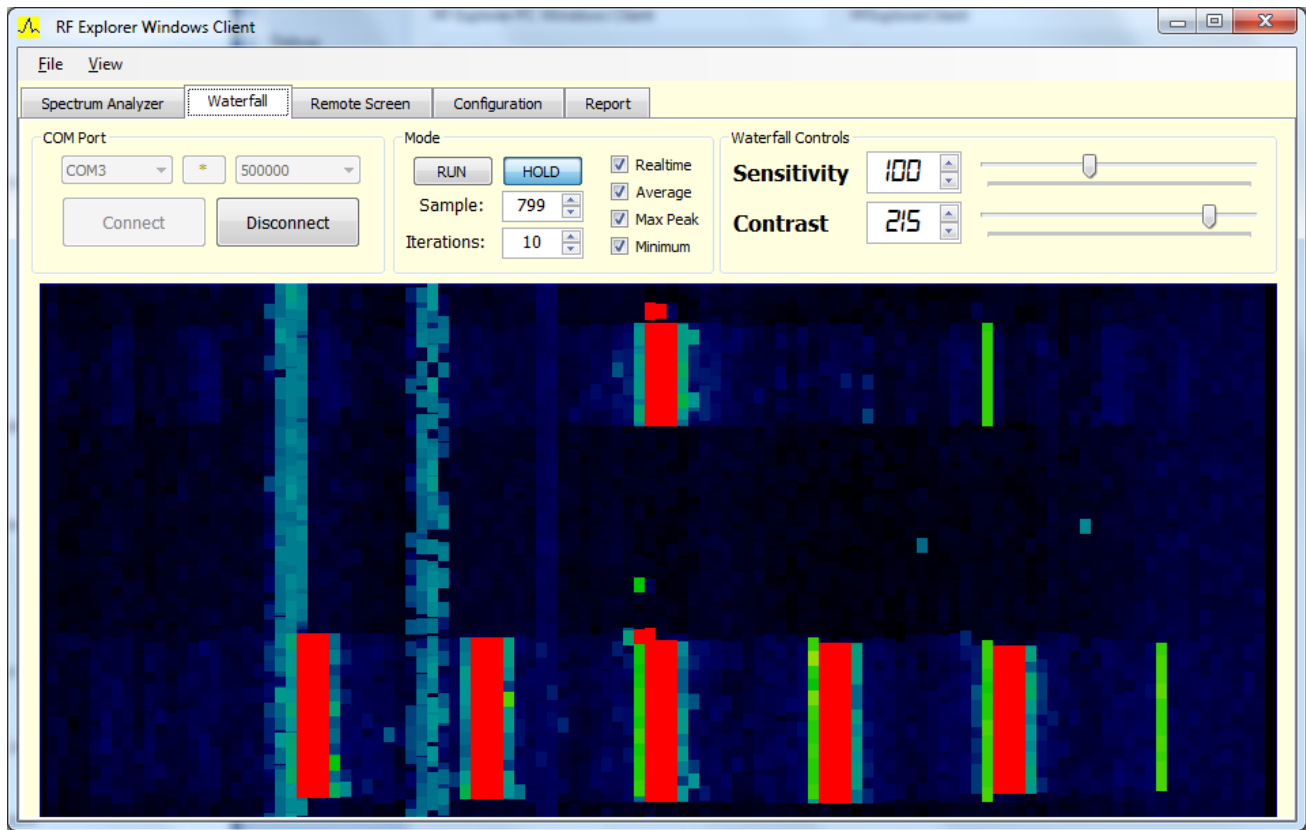 RF Explorer Windows Client
File View
Spectrum Analyzer Waterfall Remote Screen Configuration Report
COM Port Mode Waterfall Controls
COM3 * 500000 RUN HOLD Realtime Sensitivity 100
Average
Connect Disconnect Sample: 799 Max Peak Contrast 215
Iterations: 10 Minimum